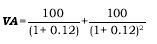 VA = 100/(1+ 0.12) + 100/(1+ 0.12)²